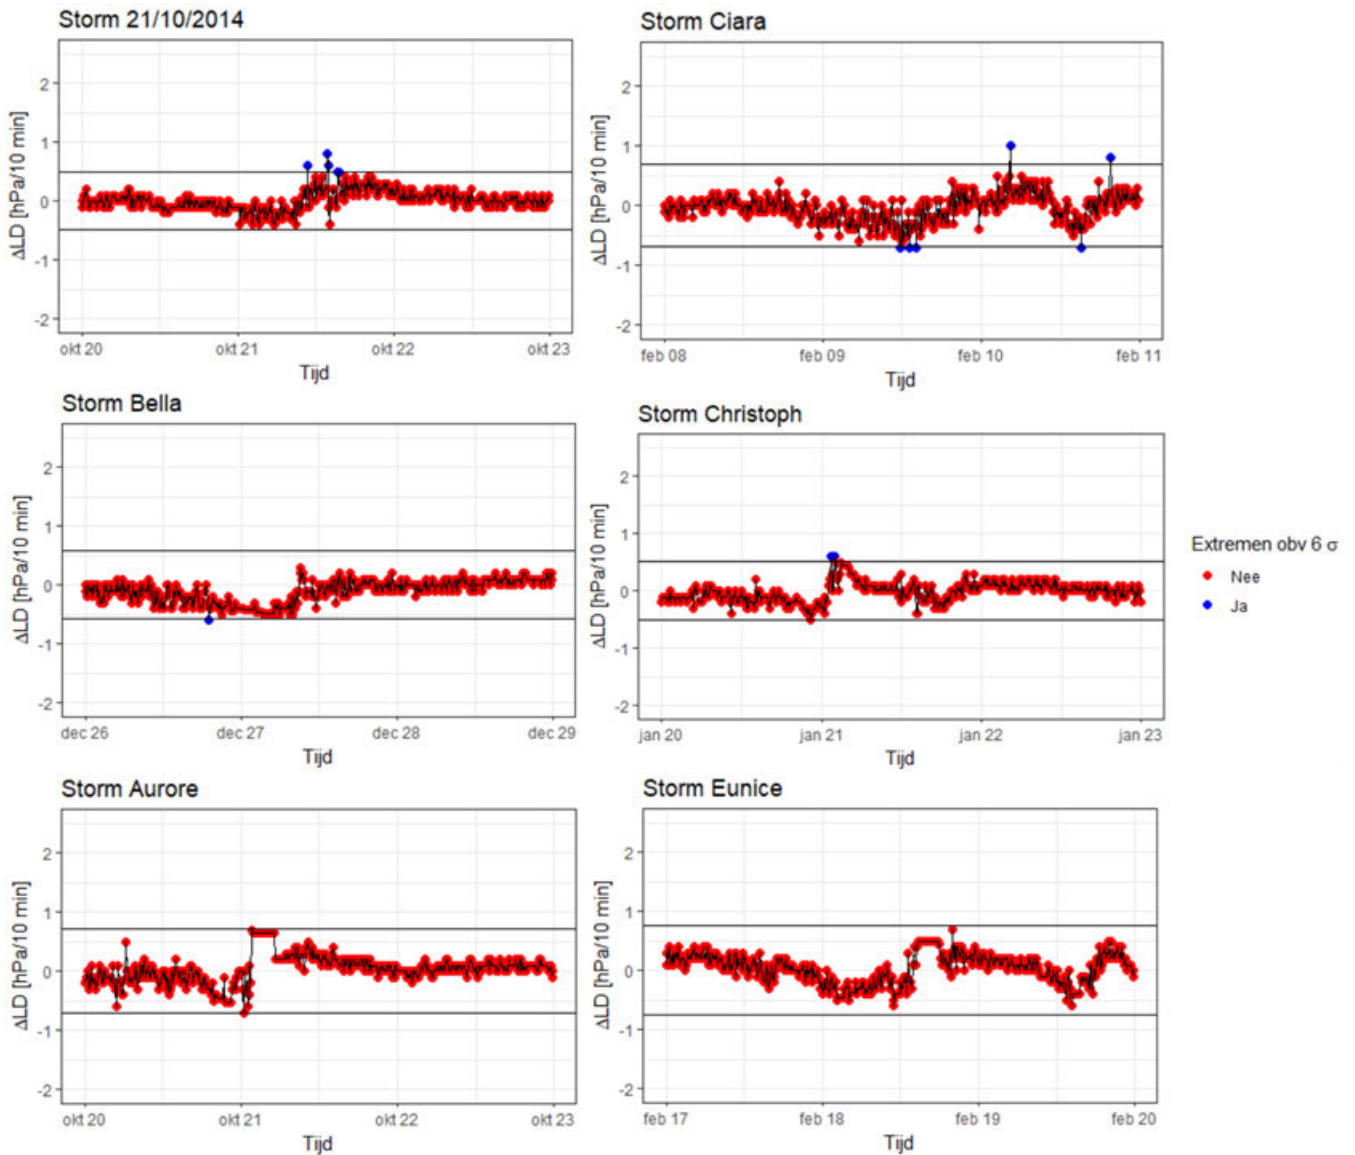 Storm 21/10/2014
ΔLD [hPa/10 min]
2
1
0
-1
-2
okt 20 okt 21 okt 22 okt 23
Tijd
Storm Ciara
ΔLD [hPa/10 min]
2
1
0
-1
-2
feb 08 feb 09 feb 10 feb 11
Tijd
Storm Bella
ΔLD [hPa/10 min]
2
1
0
-1
-2
dec 26 dec 27 dec 28 dec 29
Tijd
Storm Christoph
ΔLD [hPa/10 min]
2
1
0
-1
-2
jan 20 jan 21 jan 22 jan 23
Tijd
Extremen obv 6 σ
Nee
Ja
Storm Aurore
ΔLD [hPa/10 min]
2
1
0
-1
-2
okt 20 okt 21 okt 22 okt 23
Tijd
Storm Eunice
ΔLD [hPa/10 min]
2
1
0
-1
-2
feb 17 feb 18 feb 19 feb 20
Tijd